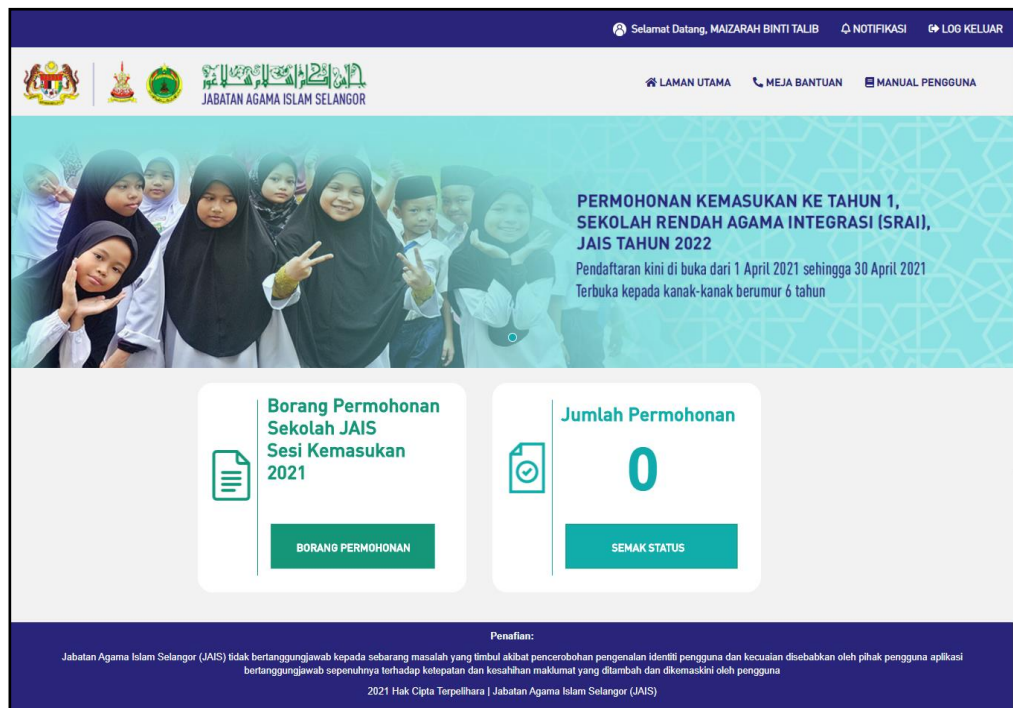 Selamat Datang, MAIZARAH BINTI TALIB NOTIFIKASI LOG KELUAR
JABATAN AGAMA ISLAM SELANGOR
LAMAN UTAMA MEJA BANTUAN MANUAL PENGGUNA
PERMOHONAN KEMASUKAN KE TAHUN 1,
SEKOLAH RENDAH AGAMA INTEGRASI (SRAI),
JAIS TAHUN 2022
Pendaftaran kini di buka dari 1 April 2021 sehingga 30 April 2021
Terbuka kepada kanak-kanak berumur 6 tahun
Borang Permohonan
Sekolah JAIS
Sesi Kemasukan
2021
BORANG PERMOHONAN
Jumlah Permohonan
0
SEMAK STATUS
Penafian:
Jabatan Agama Islam Selangor (JAIS) tidak bertanggungjawab kepada sebarang masalah yang timbul akibat pencerobohan pengenalan identiti pengguna dan kecuaian disebabkan oleh pihak pengguna aplikasi
bertanggungjawab sepenuhnya terhadap ketepatan dan kesahihan maklumat yang ditambah dan dikemaskini oleh pengguna
2021 Hak Cipta Terpelihara | Jabatan Agama Islam Selangor (JAIS)